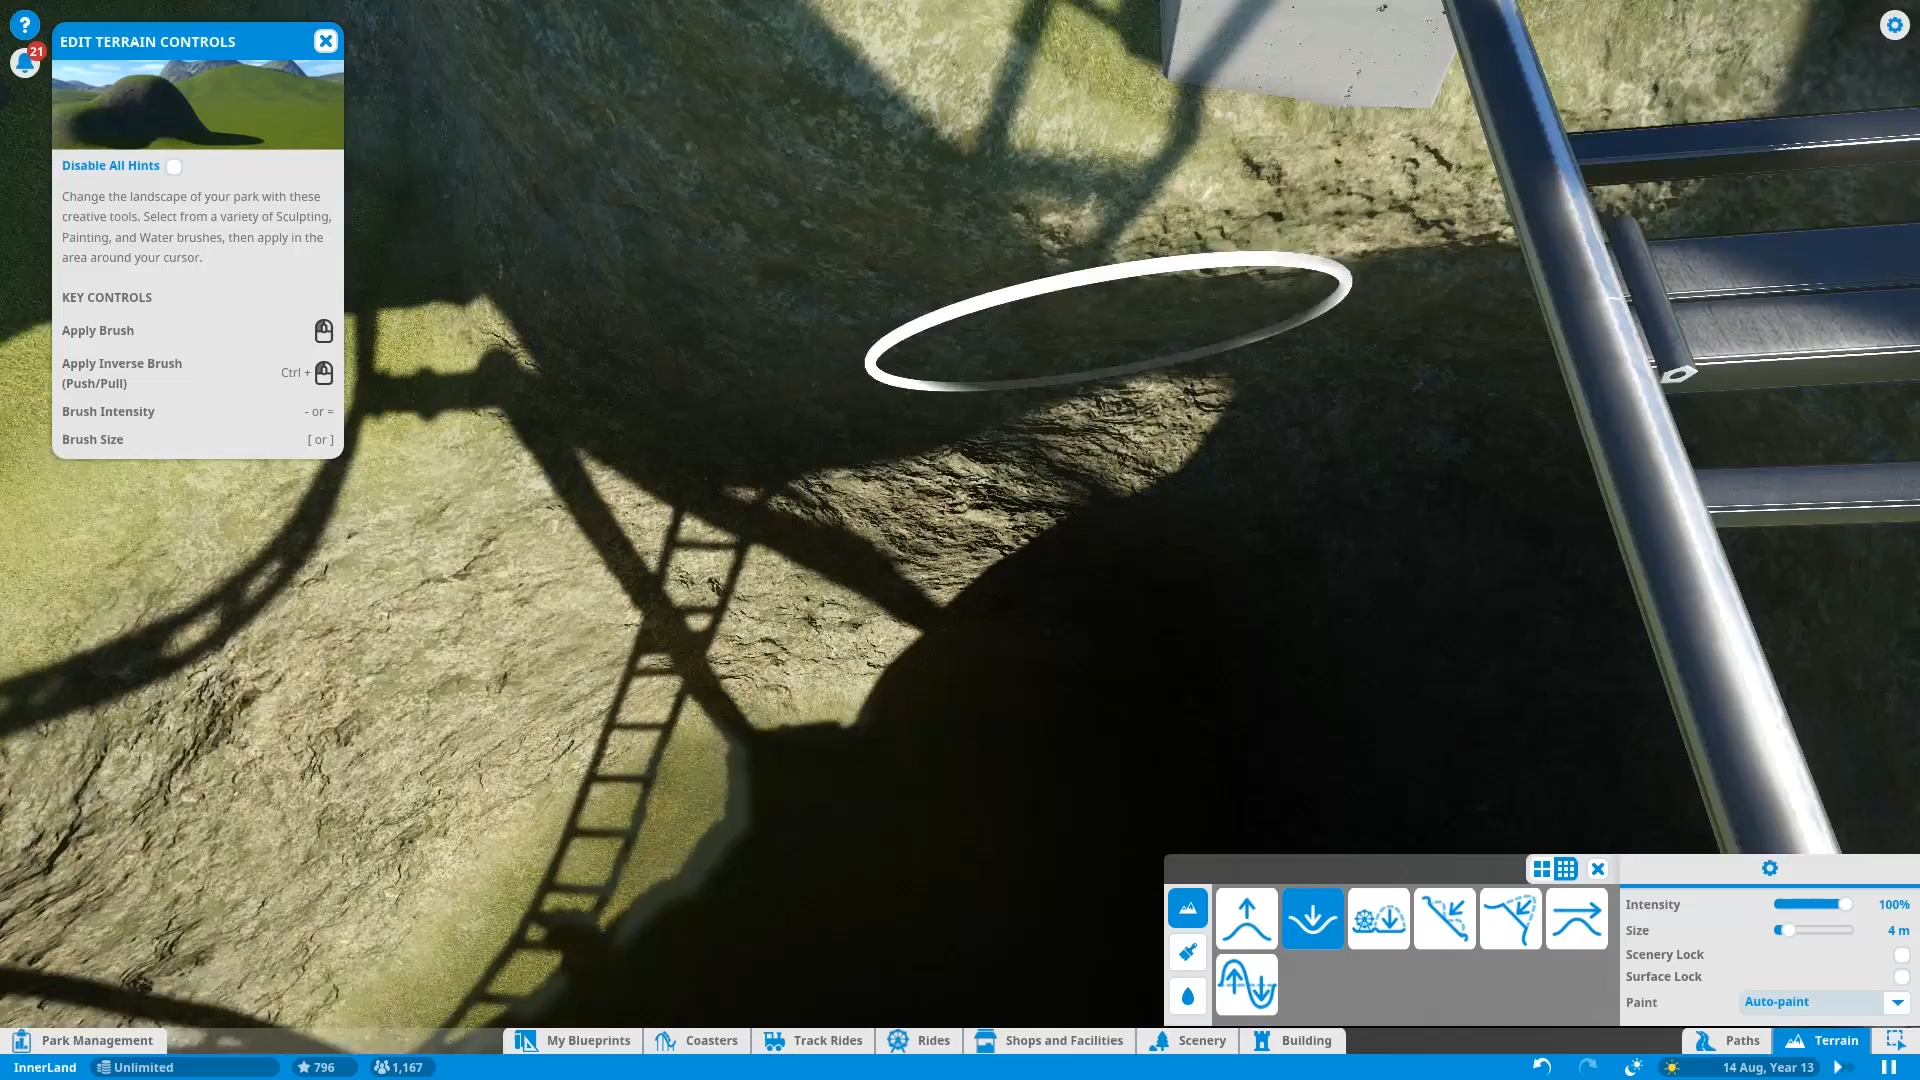 ?
21
EDIT TERRAIN CONTROLS
Disable All Hints
Change the landscape of your park with these
creative tools. Select from a variety of Sculpting,
Painting, and Water brushes, then apply in the
area around your cursor.
KEY CONTROLS
Apply Brush
Apply Inverse Brush
(Push/Pull)
Ctrl +
Brush Intensity - or =
Brush Size [ or ]
Intensity 100%
Size 4 m
Scenery Lock
Surface Lock
Paint Auto-paint
Park Management My Blueprints Coasters Track Rides Rides Shops and Facilities Scenery Building Paths Terrain
InnerLand Unlimited 796 1,167 14 Aug, Year 13